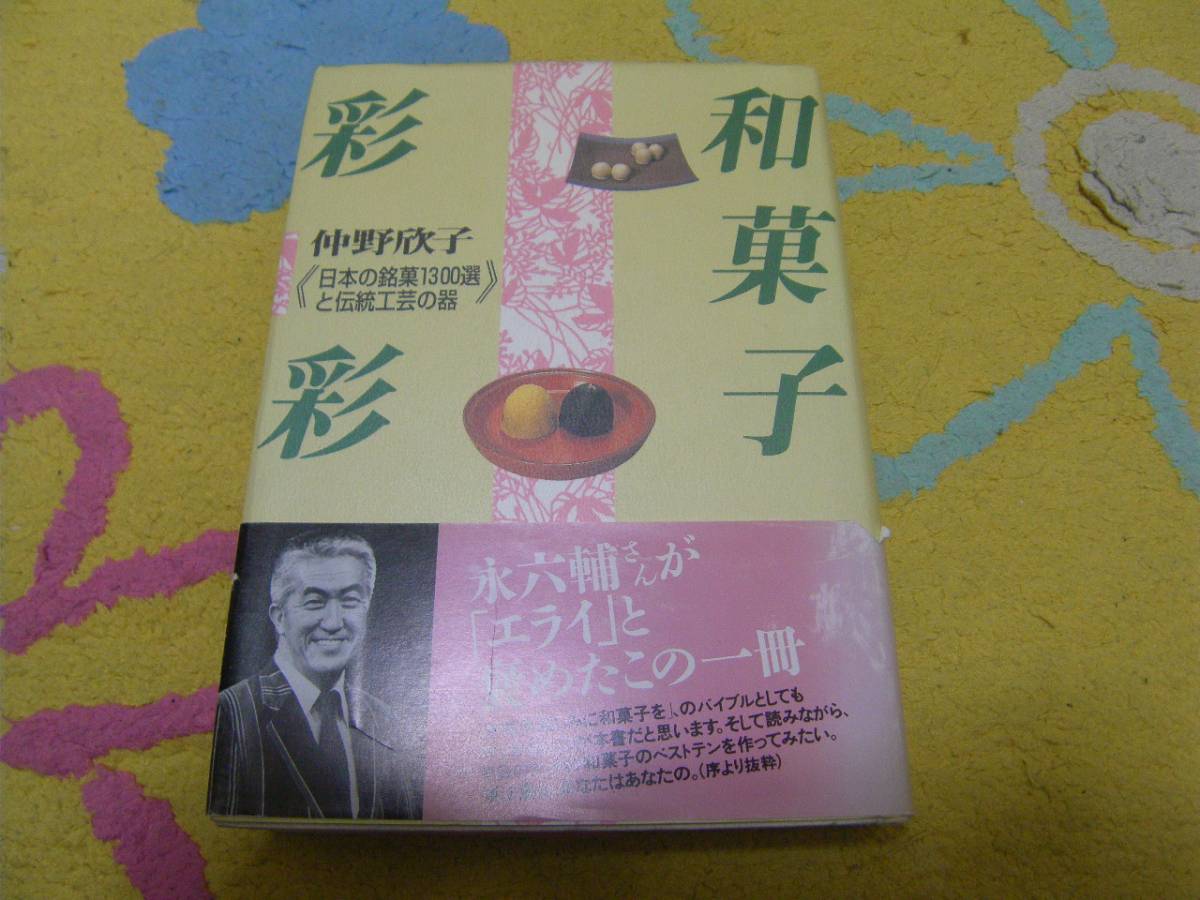 和菓子
彩彩
仲野欣子
《日本の銘菓1300選
と伝統工芸の器》
永六輔さんが
「エライ」と
めたこの一冊
に和菓子を」のバイブルとしても
本書だと思います。そして読みながら、
和菓子のベストテンを作ってみたい。
なたはあなたの。(序より抜粋)